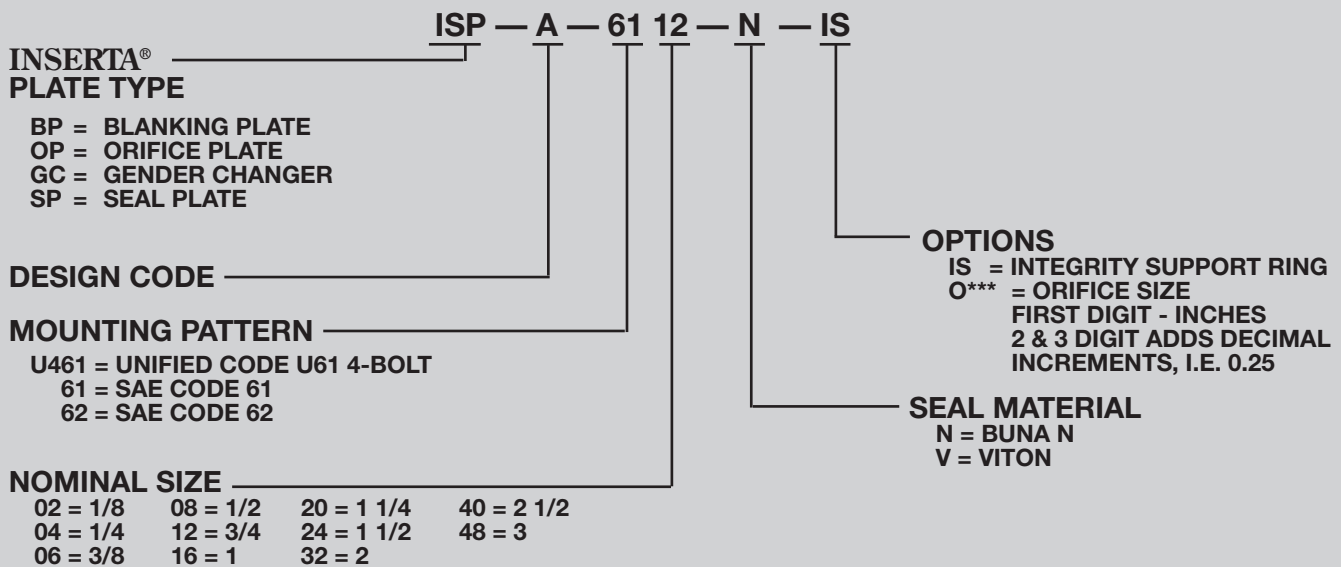 ISP — A — 61 12 — N — IS
INSERTA®
PLATE TYPE
BP = BLANKING PLATE
OP = ORIFICE PLATE
GC = GENDER CHANGER
SP = SEAL PLATE
DESIGN CODE
MOUNTING PATTERN
U461 = UNIFIED CODE U61 4-BOLT
61 = SAE CODE 61
62 = SAE CODE 62
NOMINAL SIZE
02 = 1/8 08 = 1/2 20 = 1 1/4 40 = 2 1/2
04 = 1/4 12 = 3/4 24 = 1 1/2 48 = 3
06 = 3/8 16 = 1 32 = 2
OPTIONS
IS = INTEGRITY SUPPORT RING
O*** = ORIFICE SIZE
FIRST DIGIT - INCHES
2 & 3 DIGIT ADDS DECIMAL
INCREMENTS, I.E. 0.25
SEAL MATERIAL
N = BUNA N
V = VITON